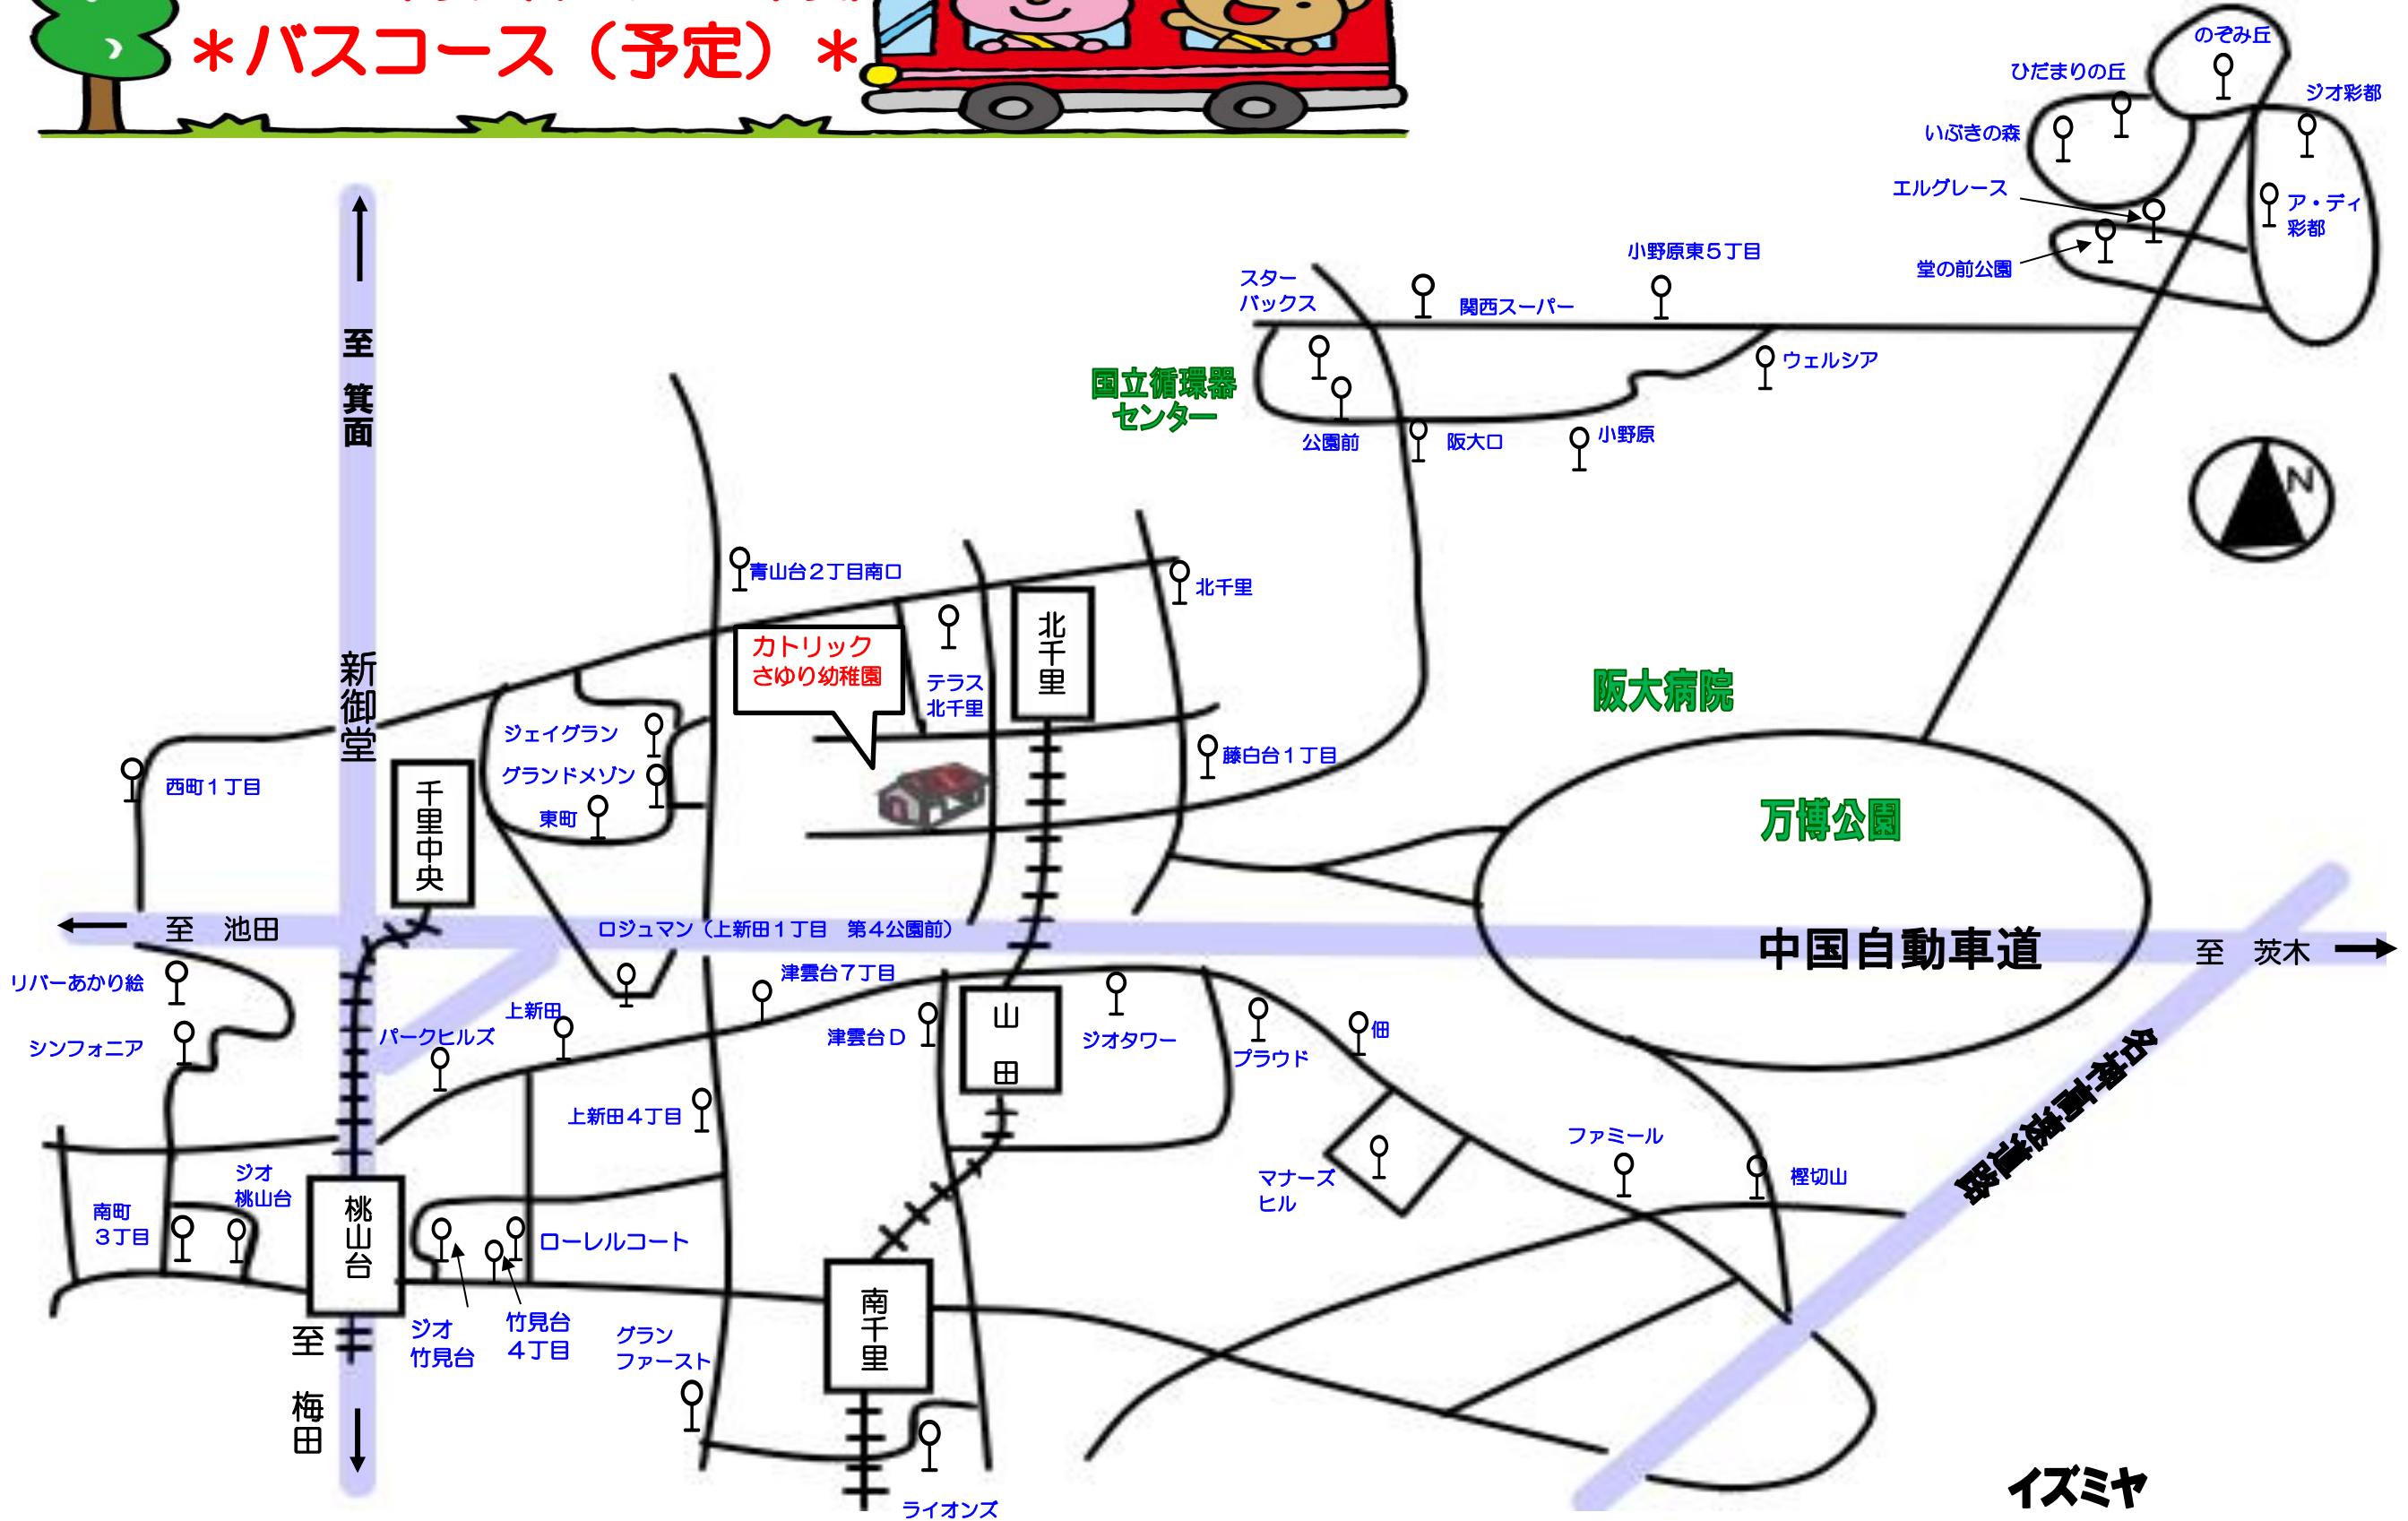 ＊バスコース（予定）＊
のぞみ丘
ひだまりの丘
ジオ彩都
いぶきの森
エルグレース
ア・ディ
彩都
堂の前公園
小野原東５丁目
スター
バックス
関西スーパー
ウェルシア
国立循環器
センター
公園前
阪大口
小野原
N
至　箕面
新御堂
青山台２丁目南口
北千里
北千里
カトリック
さゆり幼稚園
テラス
北千里
阪大病院
ジェイグラン
グランドメゾン
東町
藤白台１丁目
西町１丁目
千里中央
万博公園
至　池田
ロジュマン（上新田１丁目　第４公園前）
中国自動車道
至　茨木
リバーあかり絵
津雲台７丁目
上新田
パークヒルズ
津雲台Ｄ
山田
ジオタワー
プラウド
佃
シンフォニア
名神高速道路
上新田４丁目
ファミール
マナーズ
ヒル
樫切山
ジオ
桃山台
南町
３丁目
桃山台
ローレルコート
南千里
ジオ
竹見台
竹見台
４丁目
グラン
ファースト
至　梅田
ライオンズ
イズミヤ